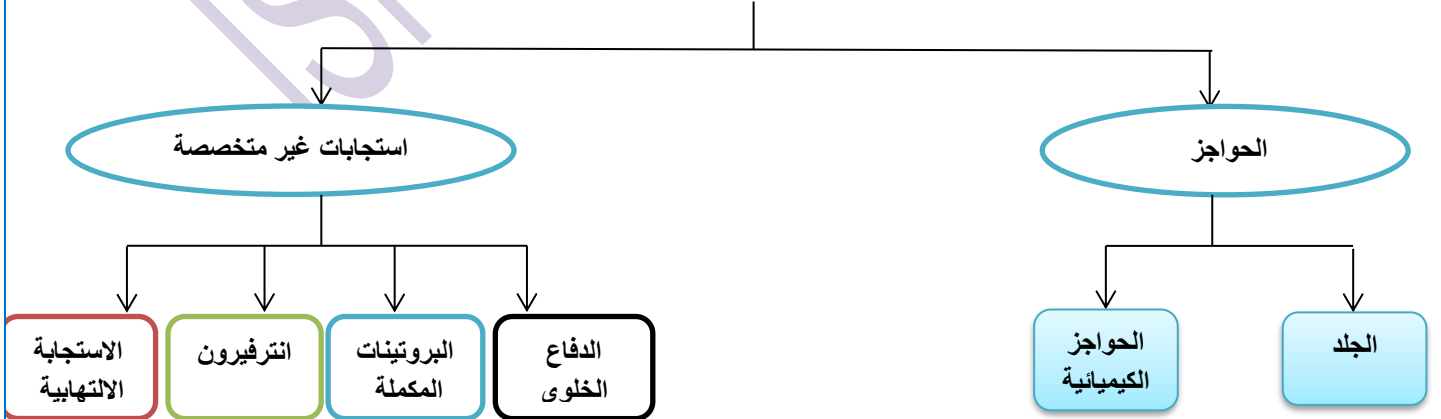 الحواجز
استجابات غير متخصصة
الجلد
الحواجز
الكيميائية
الدفاع
الخلوى
البروتينات
المكملة
انترفيرون
الاستجابة
الالتهابية